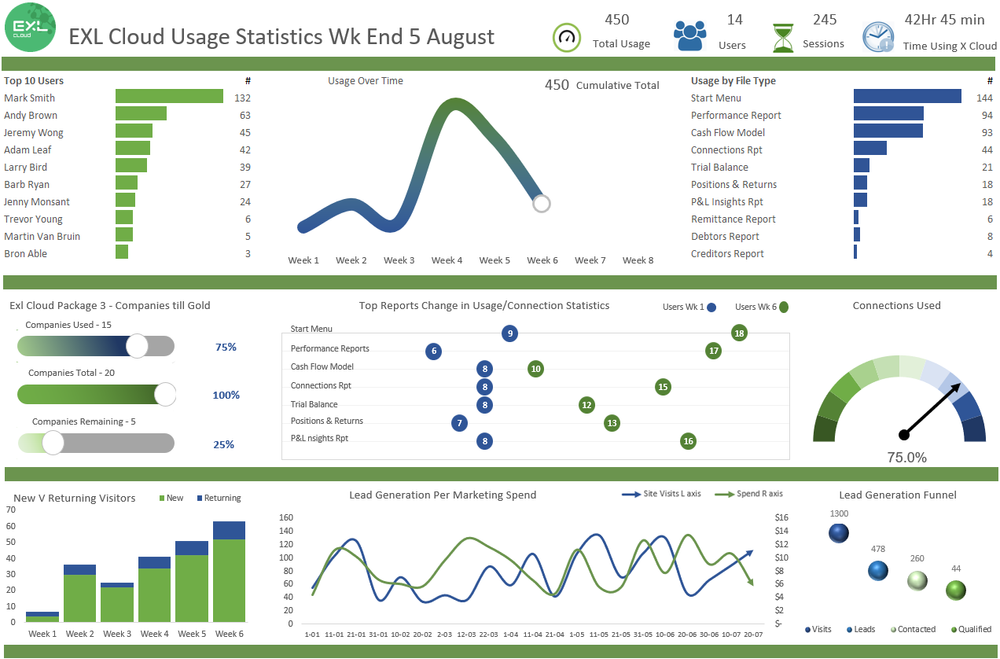 EXL
CLOUD
EXL Cloud Usage Statistics Wk End 5 August
450
Total Usage
14
Users
245
Sessions
42Hr 45 min
Time Using X Cloud
Top 10 Users #
Mark Smith 132
Andy Brown 63
Jeremy Wong 45
Adam Leaf 42
Larry Bird 39
Barb Ryan 27
Jenny Monsant 24
Trevor Young 6
Martin Van Bruin 5
Bron Able 3
Usage Over Time
450 Cumulative Total
Week 1 Week 2 Week 3 Week 4 Week 5 Week 6 Week 7 Week 8
Usage by File Type #
Start Menu 144
Performance Report 94
Cash Flow Model 93
Connections Rpt 44
Trial Balance 21
Positions & Returns 18
P&L Insights Rpt 18
Remittance Report 6
Debtors Report 8
Creditors Report 4
Exl Cloud Package 3 - Companies till Gold
Companies Used - 15
75%
Companies Total - 20
100%
Companies Remaining - 5
25%
Top Reports Change in Usage/Connection Statistics
Users Wk 1 Users Wk 6
Start Menu 9 18
Performance Reports 6 17
Cash Flow Model 8 10
Connections Rpt 8 15
Trial Balance 8 12
Positions & Returns 7 13
P&L Nsights Rpt 8 16
Connections Used
75.0%
New V Returning Visitors
New Returning
70
60
50
40
30
20
10
0
Week 1 Week 2 Week 3 Week 4 Week 5 Week 6
Lead Generation Per Marketing Spend
Site Visits L axis Spend R axis
160 $16
140 $14
120 $12
100 $10
80 $8
60 $6
40 $4
20 $2
0 $-
1-01 11-01 21-01 31-01 10-02 20-02 2-03 12-03 22-03 1-04 11-04 21-04 1-05 11-05 21-05 31-05 10-06 20-06 30-06 10-07 20-07
Lead Generation Funnel
1300
478
260
44
Visits Leads Contacted Qualified